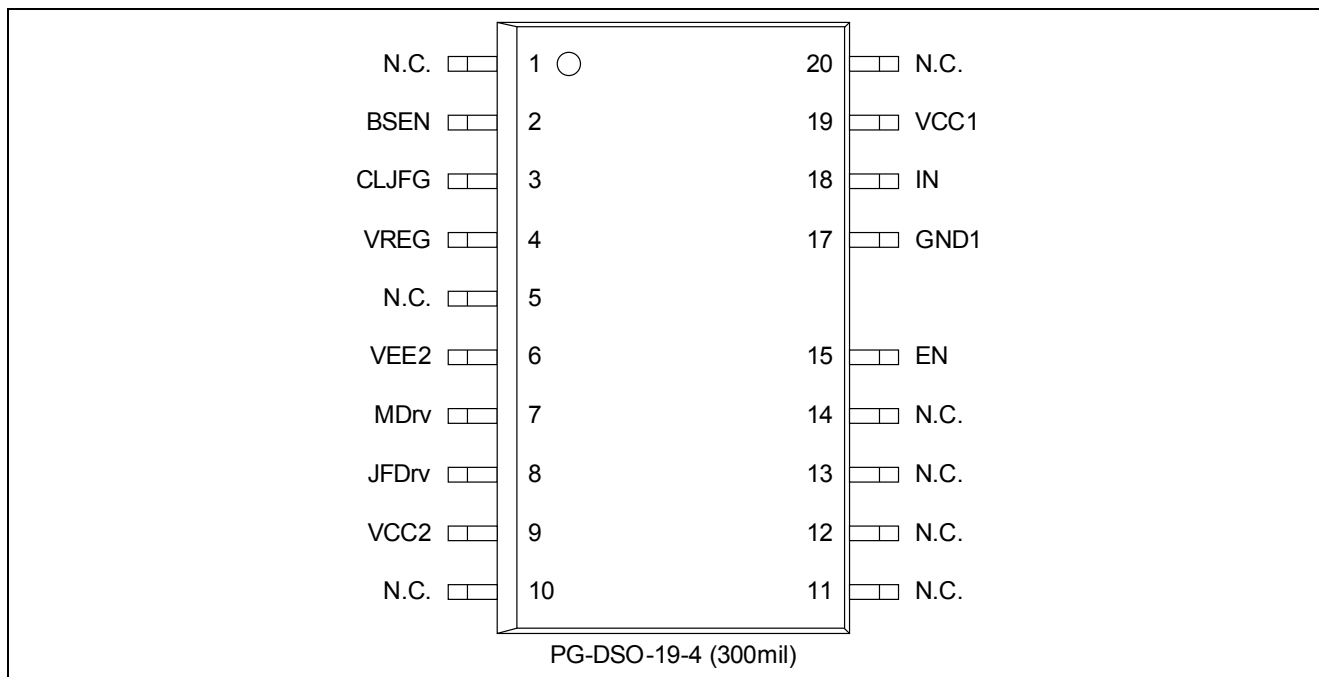 N.C. 1 20 N.C.
BSEN 2 19 VCC1
CLJFG 3 18 IN
VREG 4 17 GND1
N.C. 5
VEE2 6 15 EN
MDrv 7 14 N.C.
JFDrv 8 13 N.C.
VCC2 9 12 N.C.
N.C. 10 11 N.C.
PG-DSO-19-4 (300mil)